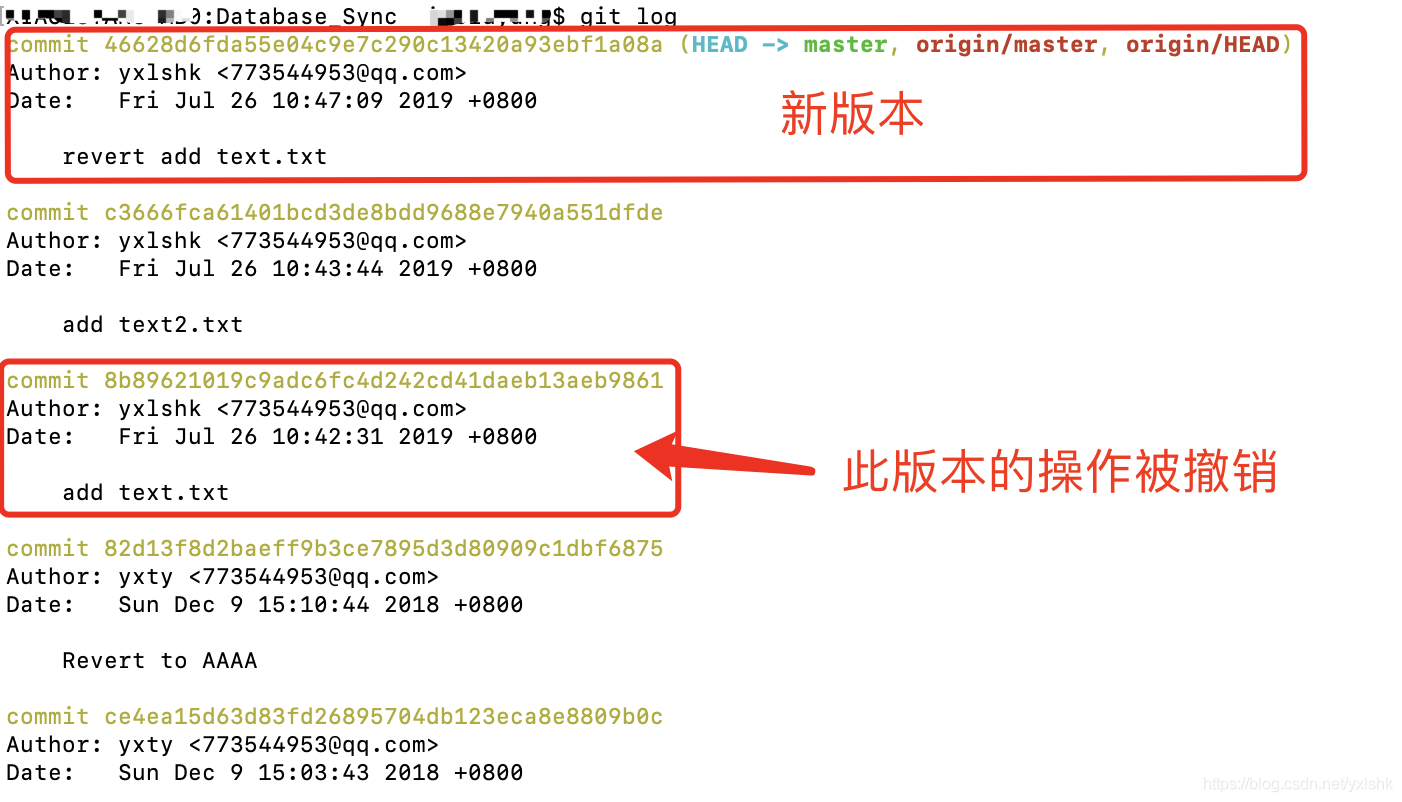 0:Database_Sync $ git log
commit 46628d6fda55e04c9e7c290c13420a93ebf1a08a (HEAD -> master, origin/master, origin/HEAD)
Author: yxlshk <773544953@qq.com>
Date:   Fri Jul 26 10:47:09 2019 +0800
新版本
revert add text.txt
commit c3666fca61401bcd3de8bdd9688e7940a551dfde
Author: yxlshk <773544953@qq.com>
Date:   Fri Jul 26 10:43:44 2019 +0800
add text2.txt
commit 8b89621019c9adc6fc4d242cd41daeb13aeb9861
Author: yxlshk <773544953@qq.com>
Date:   Fri Jul 26 10:42:31 2019 +0800
此版本的操作被撤销
add text.txt
commit 82d13f8d2baeff9b3ce7895d3d80909c1dbf6875
Author: yxty <773544953@qq.com>
Date:   Sun Dec 9 15:10:44 2018 +0800
Revert to AAAA
commit ce4ea15d63d83fd26895704db123eca8e8809b0c
Author: yxty <773544953@qq.com>
Date:   Sun Dec 9 15:03:43 2018 +0800
https://blog.csdn.net/yxlshk